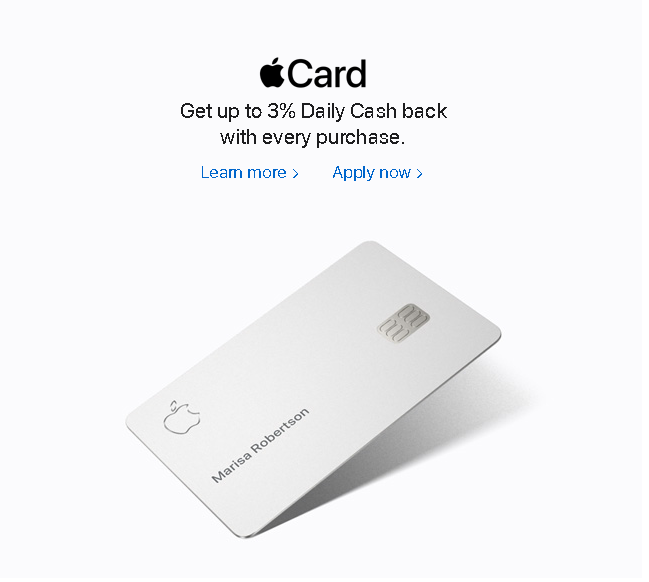 Card
Get up to 3% Daily Cash back
with every purchase.
Learn more >
Apply now >
Marisa Robertson